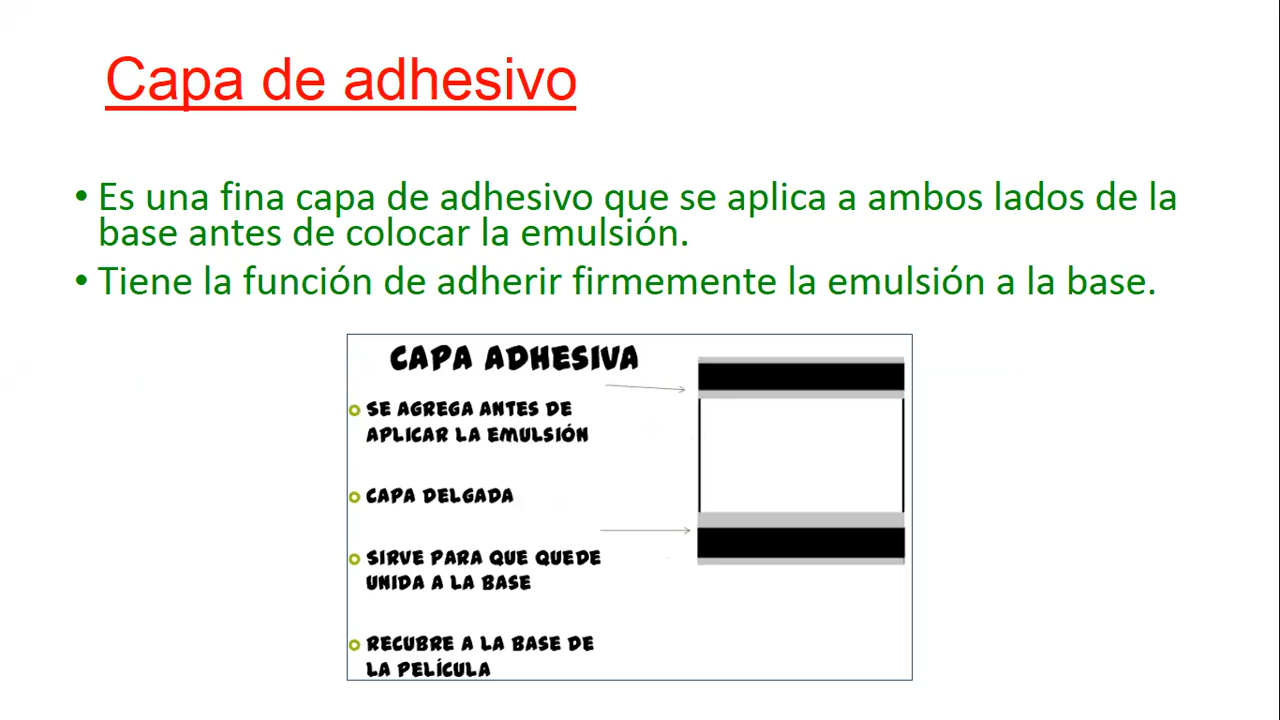 Capa de adhesivo
• Es una fina capa de adhesivo que se aplica a ambos lados de la
base antes de colocar la emulsión.
• Tiene la función de adherir firmemente la emulsión a la base.
CAPA ADHESIVA
SE AGREGA ANTES DE
APLICAR LA EMULSIÓN
CAPA DELGADA
SIRVE PARA QUE QUEDE
UNIDA A LA BASE
RECUBRE A LA BASE DE
LA PELÍCULA